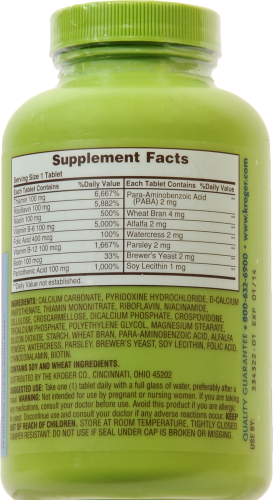 Supplement Facts
Serving Size 1 Tablet
Each Tablet Contains %Daily Value
Thiamin 100 mg 6,667%
Riboflavin 100 mg 5,882%
Niacin 100 mg 500%
Vitamin B-6 100 mg 5,000%
Folic Acid 400 mcg 100%
Vitamin B-12 100 mcg 1,667%
Biotin 100 mcg 33%
Pantothenic Acid 100 mg 1,000%
*Daily Value not established.
Each Tablet Contains %Daily Value
Para-Aminobenzoic Acid
(PABA) 2 mg *
Wheat Bran 4 mg *
Alfalfa 2 mg *
Watercress 2 mg *
Parsley 2 mg *
Brewer's Yeast 2 mg *
Soy Lecithin 1 mg *
INGREDIENTS: CALCIUM CARBONATE, PYRIDOXINE HYDROCHLORIDE, D-CALCIUM
PANTOTHENATE, THIAMIN MONONITRATE, RIBOFLAVIN, NIACINAMIDE,
CELLULOSE, CROSCARMELLOSE, DICALCIUM PHOSPHATE, CROSPOVIDONE,
TRICALCIUM PHOSPHATE, POLYETHYLENE GLYCOL, MAGNESIUM STEARATE,
SILICON DIOXIDE, STARCH, WHEAT BRAN, PARA-AMINOBENZOIC ACID, ALFALFA
WATERCRESS, PARSLEY, BREWER'S YEAST, SOY LECITHIN, FOLIC ACID,
CYANOCOBALAMIN, BIOTIN.
CONTAINS SOY AND WHEAT INGREDIENTS.
DISTRIBUTED BY THE KROGER CO., CINCINNATI, OHIO 45202
SUGGESTED USE: Take one (1) tablet daily with a full glass of water, preferably after a
meal. WARNING: Not intended for use by pregnant or nursing women. If you are taking
any medications, consult your doctor before use. Avoid this product if you are allergic
to any ingredient. Discontinue use and consult your doctor if any adverse reactions occur. KEEP
OUT OF REACH OF CHILDREN. STORE AT ROOM TEMPERATURE, TIGHTLY CLOSED
TAMPER RESISTANT: DO NOT USE IF SEAL UNDER CAP IS BROKEN OR MISSING.
QUALITY GUARANTEE • 800-632-6900 • www.kroger.com
USE BY: 334322-01 EXP 01/14